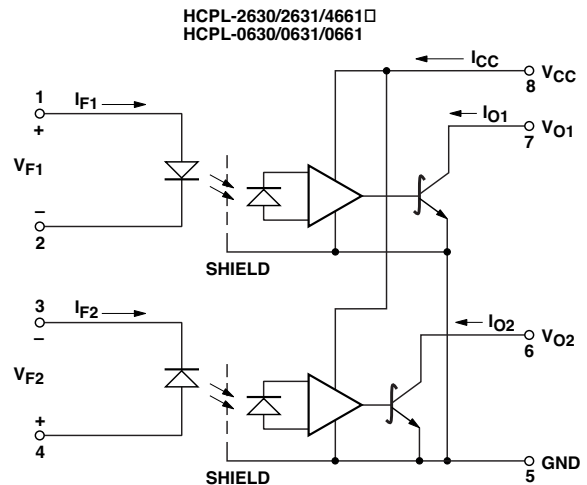 HCPL-2630/2631/4661□
HCPL-0630/0631/0661
ICC
8
VCC
1
IF1
+
IO1
7
VO1
VF1
–
2
SHIELD
3
IF2
–
IO2
6
VO2
VF2
+
4
SHIELD
GND
5